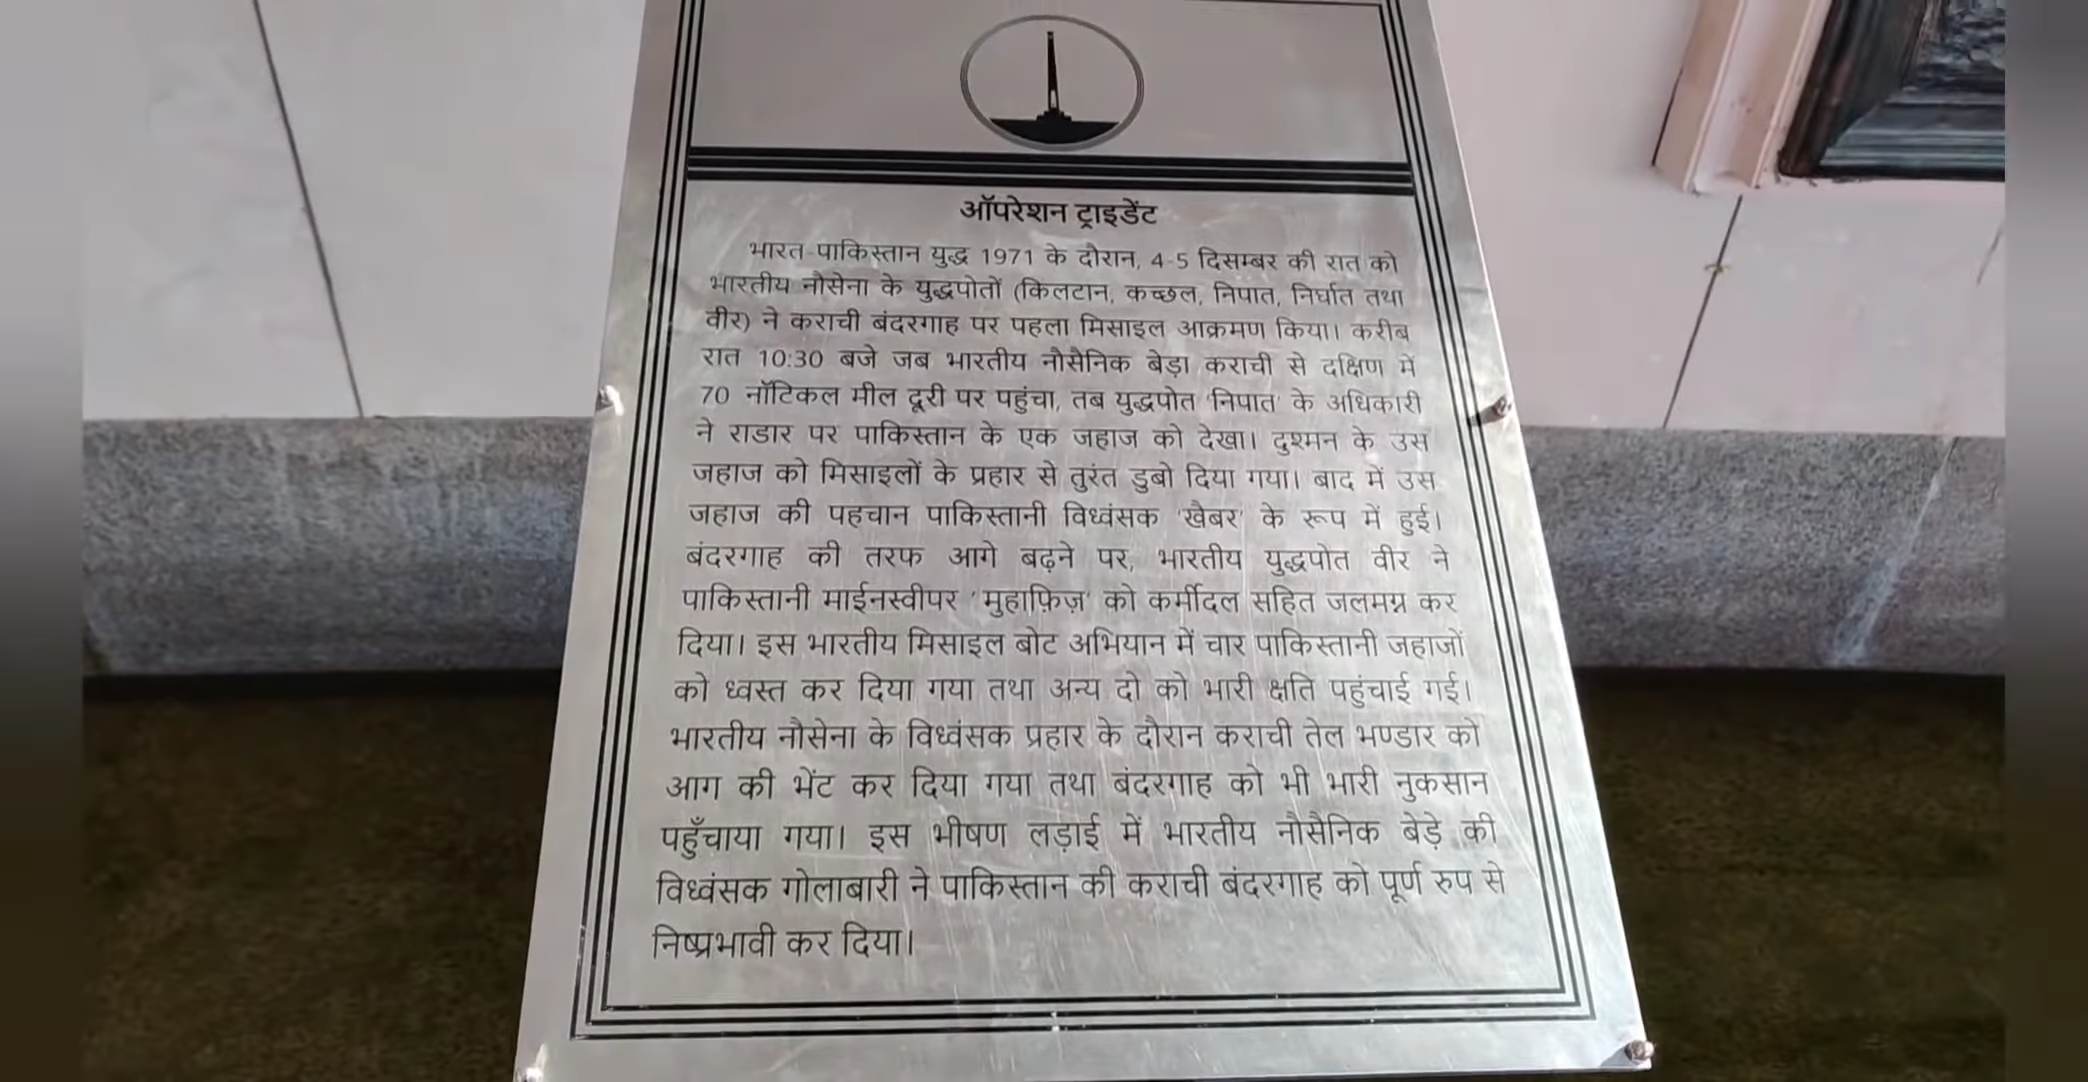 ऑपरेशन ट्राइडेंट
भारत-पाकिस्तान युद्ध 1971 के दौरान, 4-5 दिसम्बर की रात को
भारतीय नौसेना के युद्धपोतों (किलटान, कच्छल, निपात, निर्घात तथा
वीर) ने कराची बंदरगाह पर पहला मिसाइल आक्रमण किया। करीब
रात 10:30 बजे जब भारतीय नौसैनिक बेड़ा कराची से दक्षिण में
70 नॉटिकल मील दूरी पर पहुंचा, तब युद्धपोत 'निपात' के अधिकारी
ने राडार पर पाकिस्तान के एक जहाज को देखा। दुश्मन के उस
जहाज को मिसाइलों के प्रहार से तुरंत डुबो दिया गया। बाद में उस
जहाज की पहचान पाकिस्तानी विध्वंसक 'खैबर' के रूप में हुई।
बंदरगाह की तरफ आगे बढ़ने पर, भारतीय युद्धपोत वीर ने
पाकिस्तानी माईनस्वीपर 'मुहाफ़िज़' को कर्मीदल सहित जलमग्न कर
दिया। इस भारतीय मिसाइल बोट अभियान में चार पाकिस्तानी जहाजों
को ध्वस्त कर दिया गया तथा अन्य दो को भारी क्षति पहुंचाई गई।
भारतीय नौसेना के विध्वंसक प्रहार के दौरान कराची तेल भण्डार को
आग की भेंट कर दिया गया तथा बंदरगाह को भी भारी नुकसान
पहुँचाया गया। इस भीषण लड़ाई में भारतीय नौसैनिक बेड़े की
विध्वंसक गोलाबारी ने पाकिस्तान की कराची बंदरगाह को पूर्ण रुप से
निष्प्रभावी कर दिया।